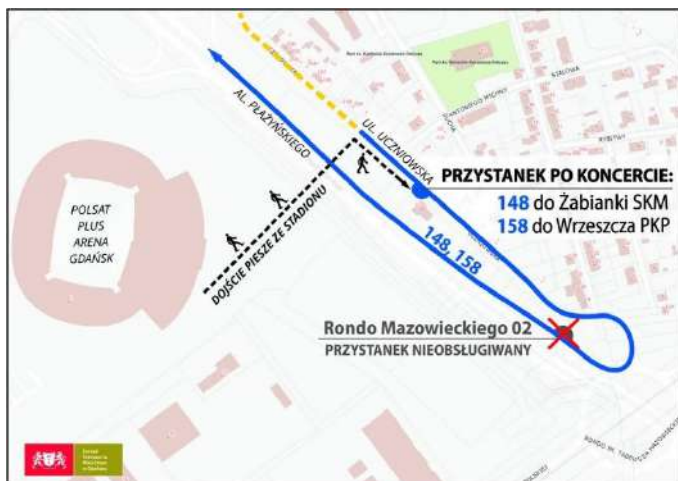 AL. PŁAŻYŃSKIEGO
UL. UCZNIOWSKA
PRZYSTANEK PO KONCERCIE:
148 do Żabianki SKM
158 do Wrzeszcza PKP
POLSAT
PLUS
ARENA
GDAŃSK
DOJŚCIE PIESZE ZE STADIONU
148, 158
Rondo Mazowieckiego 02
PRZYSTANEK NIEOBSŁUGIWANY